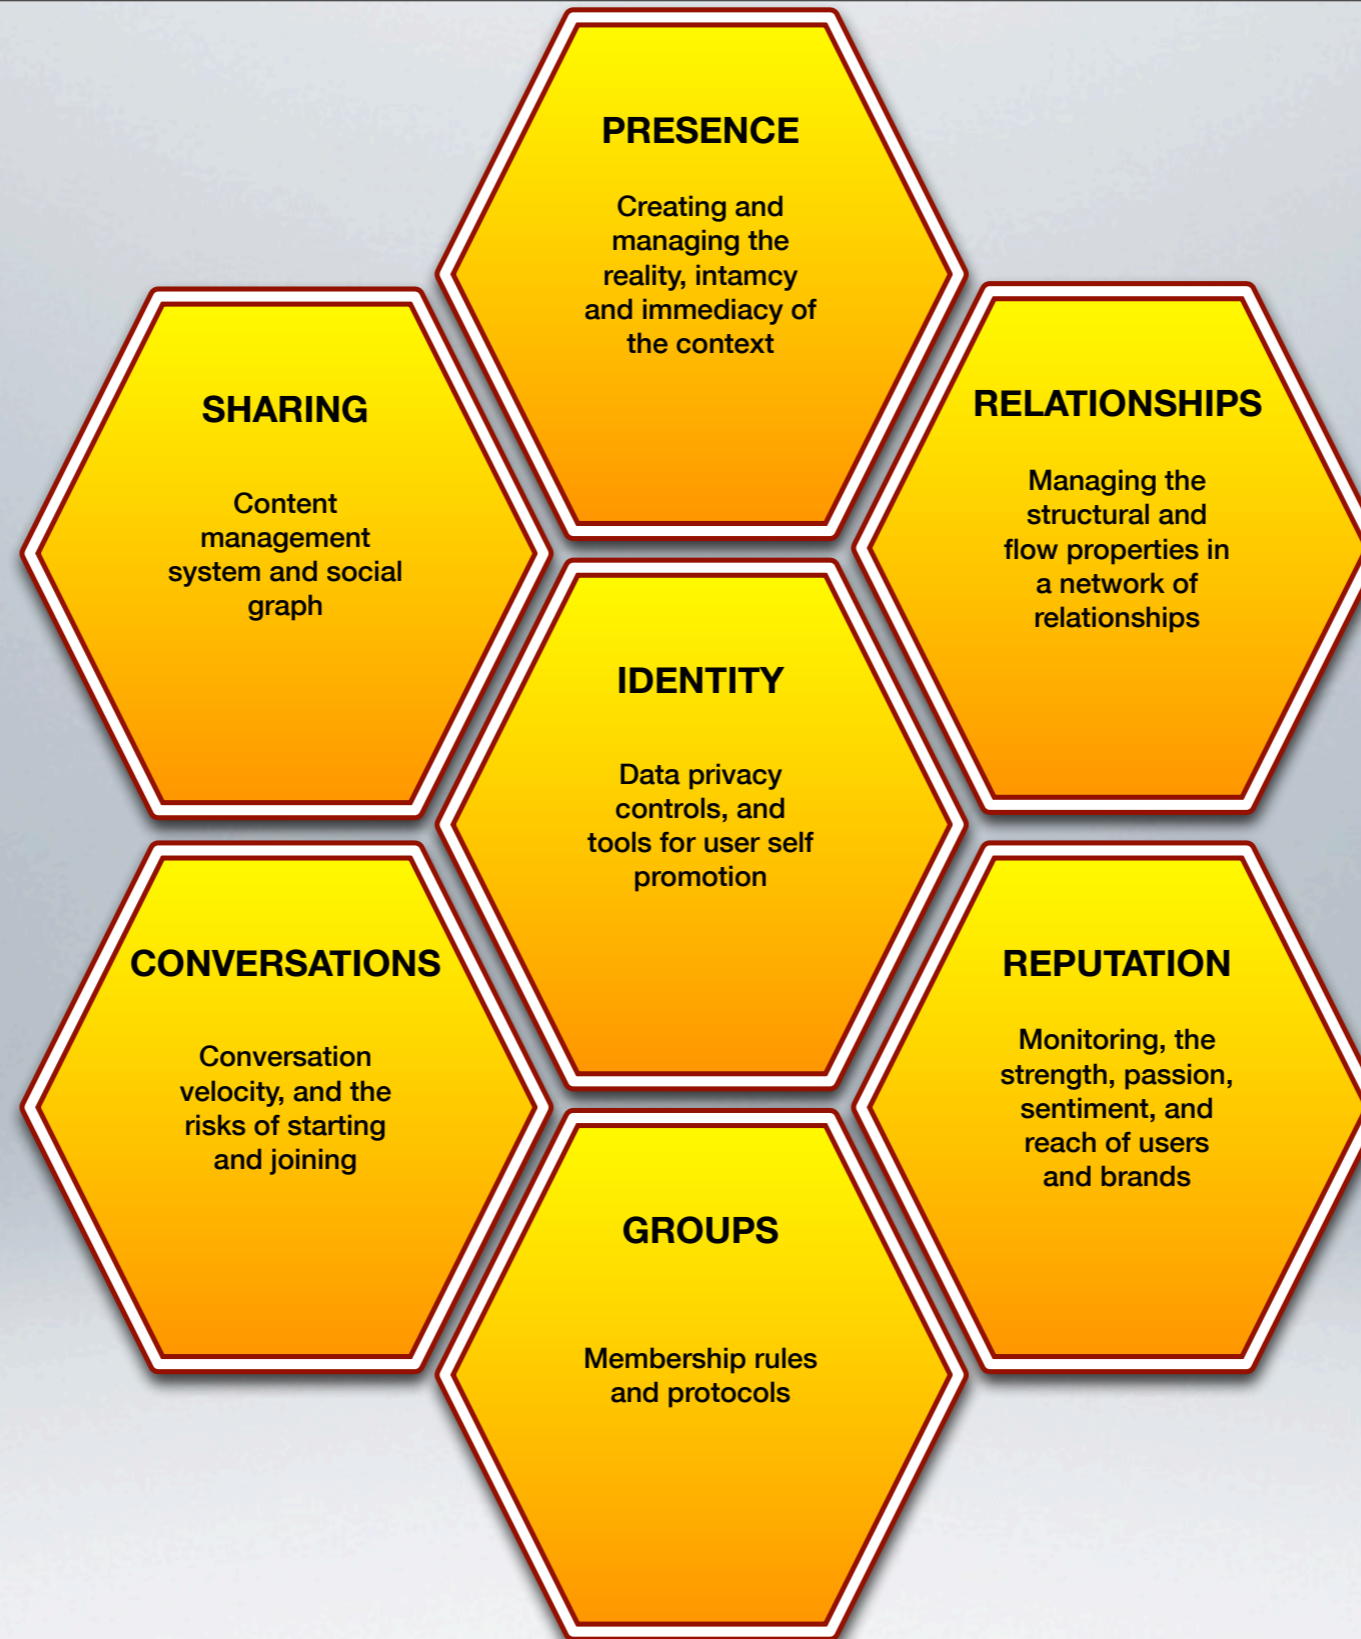 PRESENCE
Creating and
managing the
reality, intamcy
and immediacy of
the context
SHARING
Content
management
system and social
graph
RELATIONSHIPS
Managing the
structural and
flow properties in
a network of
relationships
IDENTITY
Data privacy
controls, and
tools for user self
promotion
CONVERSATIONS
Conversation
velocity, and the
risks of starting
and joining
REPUTATION
Monitoring, the
strength, passion,
sentiment, and
reach of users
and brands
GROUPS
Membership rules
and protocols